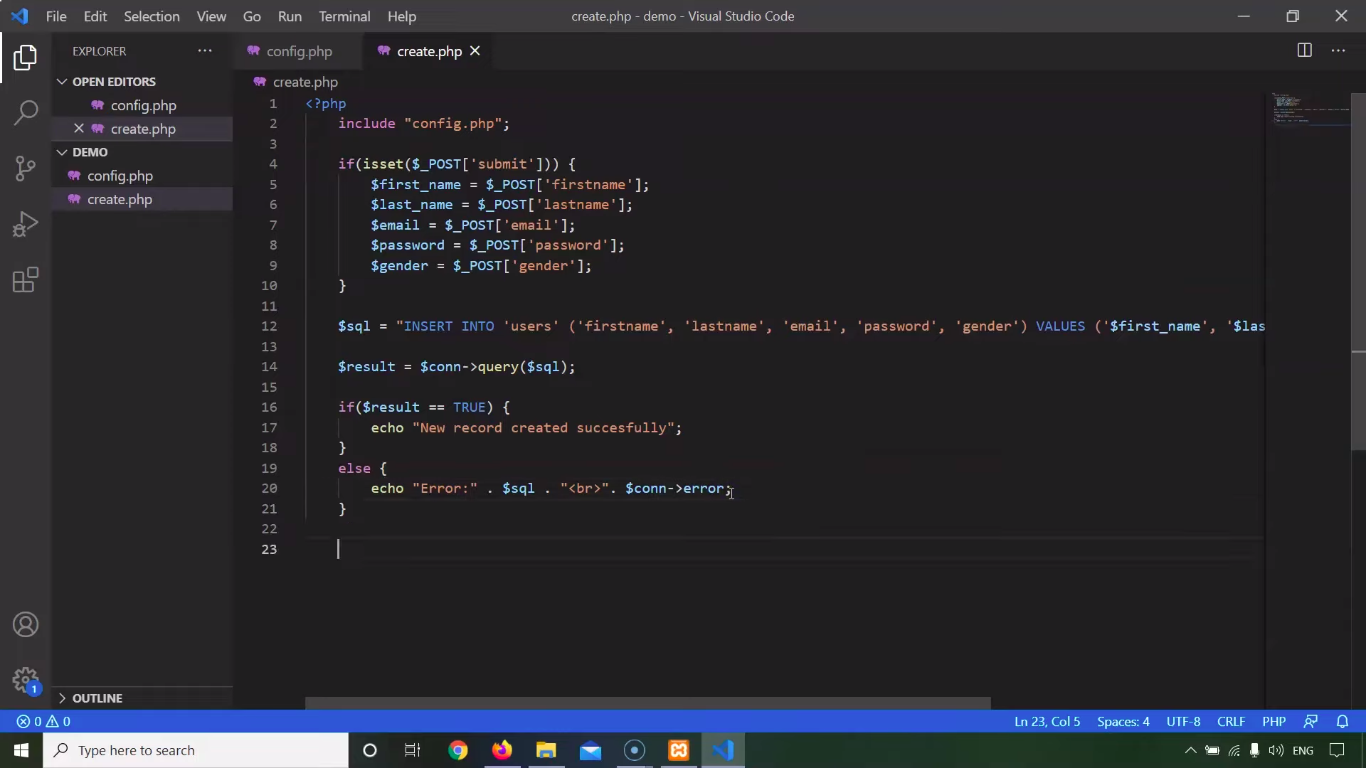 File Edit Selection View Go Run Terminal Help
create.php - demo - Visual Studio Code
EXPLORER
config.php create.php
OPEN EDITORS
config.php
create.php
DEMO
config.php
create.php
OUTLINE
create.php
1 <?php
2 include "config.php";
3
4 if(isset($_POST['submit'])) {
5 $first_name = $_POST['firstname'];
6 $last_name = $_POST['lastname'];
7 $email = $_POST['email'];
8 $password = $_POST['password'];
9 $gender = $_POST['gender'];
10 }
11
12 $sql = "INSERT INTO 'users' ('firstname', 'lastname', 'email', 'password', 'gender') VALUES ('$first_name', '$las
13
14 $result = $conn->query($sql);
15
16 if($result == TRUE) {
17 echo "New record created succesfully";
18 }
19 else {
20 echo "Error:" . $sql . "<br>". $conn->error;
21 }
22
23
1
0 0
Ln 23, Col 5 Spaces: 4 UTF-8 CRLF PHP
Type here to search
ENG